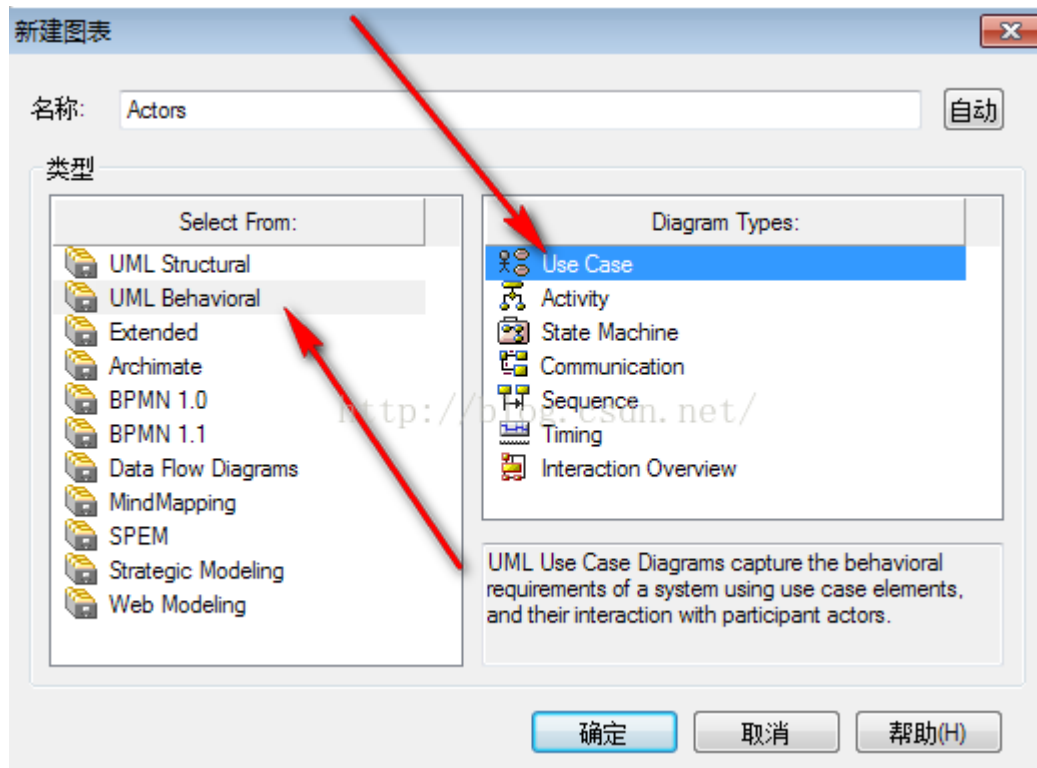 新建图表
名称: Actors 自动
类型
Select From:
UML Structural
UML Behavioral
Extended
Archimate
BPMN 1.0
BPMN 1.1
Data Flow Diagrams
MindMapping
SPEM
Strategic Modeling
Web Modeling
Diagram Types:
Use Case
Activity
State Machine
Communication
Sequence
Timing
Interaction Overview
http://blog.csdn.net/
UML Use Case Diagrams capture the behavioral
requirements of a system using use case elements,
and their interaction with participant actors.
确定 取消 帮助(H)